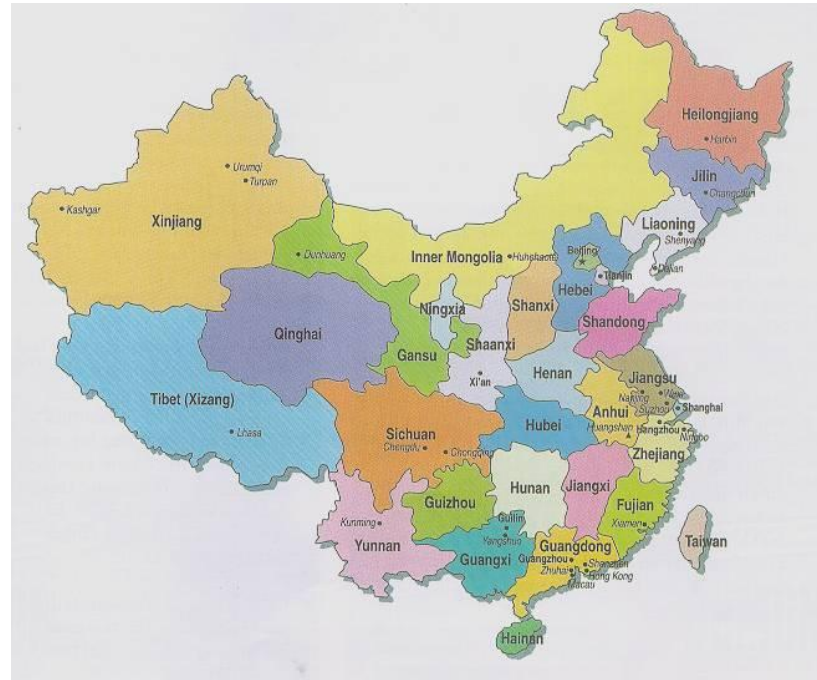 Heilongjiang
Harbin
Jilin
Changchun
Liaoning
Shenyang
Dalian
Urumqi
Turpan
Kashgar
Xinjiang
Dunhuang
Inner Mongolia
Beijing
Tianjin
Hebei
Shanxi
Ningxia
Shandong
Qinghai
Gansu
Shaanxi
Xi'an
Henan
Jiangsu
Nanjing
Suzhou
Shanghai
Anhui
Huangshan
Hangzhou
Ningbo
Zhejiang
Tibet (Xizang)
Lhasa
Sichuan
Chengdu
Chongqing
Hubei
Hunan
Jiangxi
Guizhou
Fujian
Xiamen
Kunming
Yunnan
Guilin
Yangshuo
Guangxi
Guangdong
Guangzhou
Shenzhen
Zhuhai
Hong Kong
Macau
Taiwan
Hainan